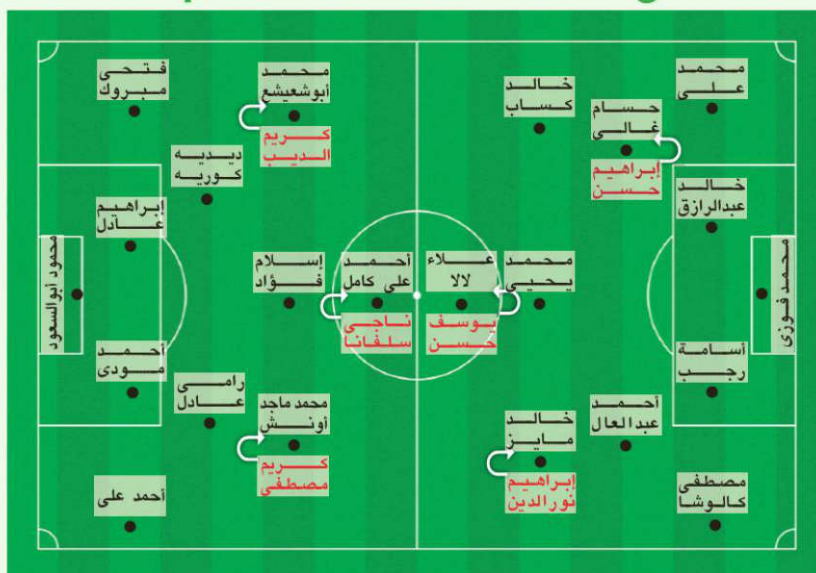 فتحى
مبروك
محمد
أبوشعيشع
كريم
الديب
ديديه
كوريه
إبراهيم
عادل
محمود أبوالسعود
إسلام
فؤاد
أحمد
على كامل
ناجى
سلفانا
أحمد
مودى
رامى
عادل
محمد ماجد
أونش
كريم
مصطفى
أحمد على
خالد
كساب
حسام
غالى
إبراهيم
حسن
محمد
على
خالد
عبدالرازق
علاء
لالا
يوسف
حسن
محمد
يحيى
محمد فوزى
أسامة
رجب
أحمد
عبدالعال
خالد
مايز
إبراهيم
نورالدين
مصطفى
كالوشا